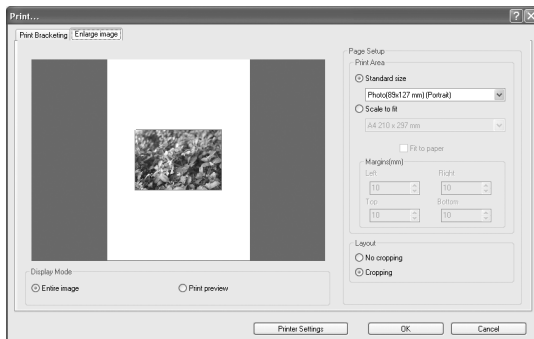 Print...
Print Bracketing Enlarge image
Page Setup
Print Area
Standard size
Photo(89x127 mm) (Portrait)
Scale to fit
A4 210 x 297 mm
Fit to paper
Margins(mm)
Left Right
10 10
Top Bottom
10 10
Layout
No cropping
Cropping
Display Mode
Entire image Print preview
Printer Settings OK Cancel